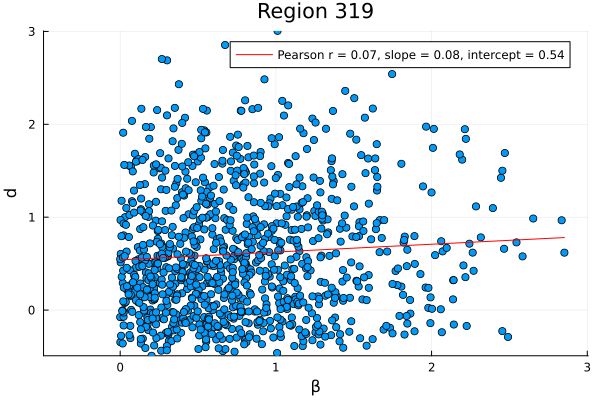 Region 319
Pearson r = 0.07, slope = 0.08, intercept = 0.54
3
2
1
0
d
0 1 2 3
β